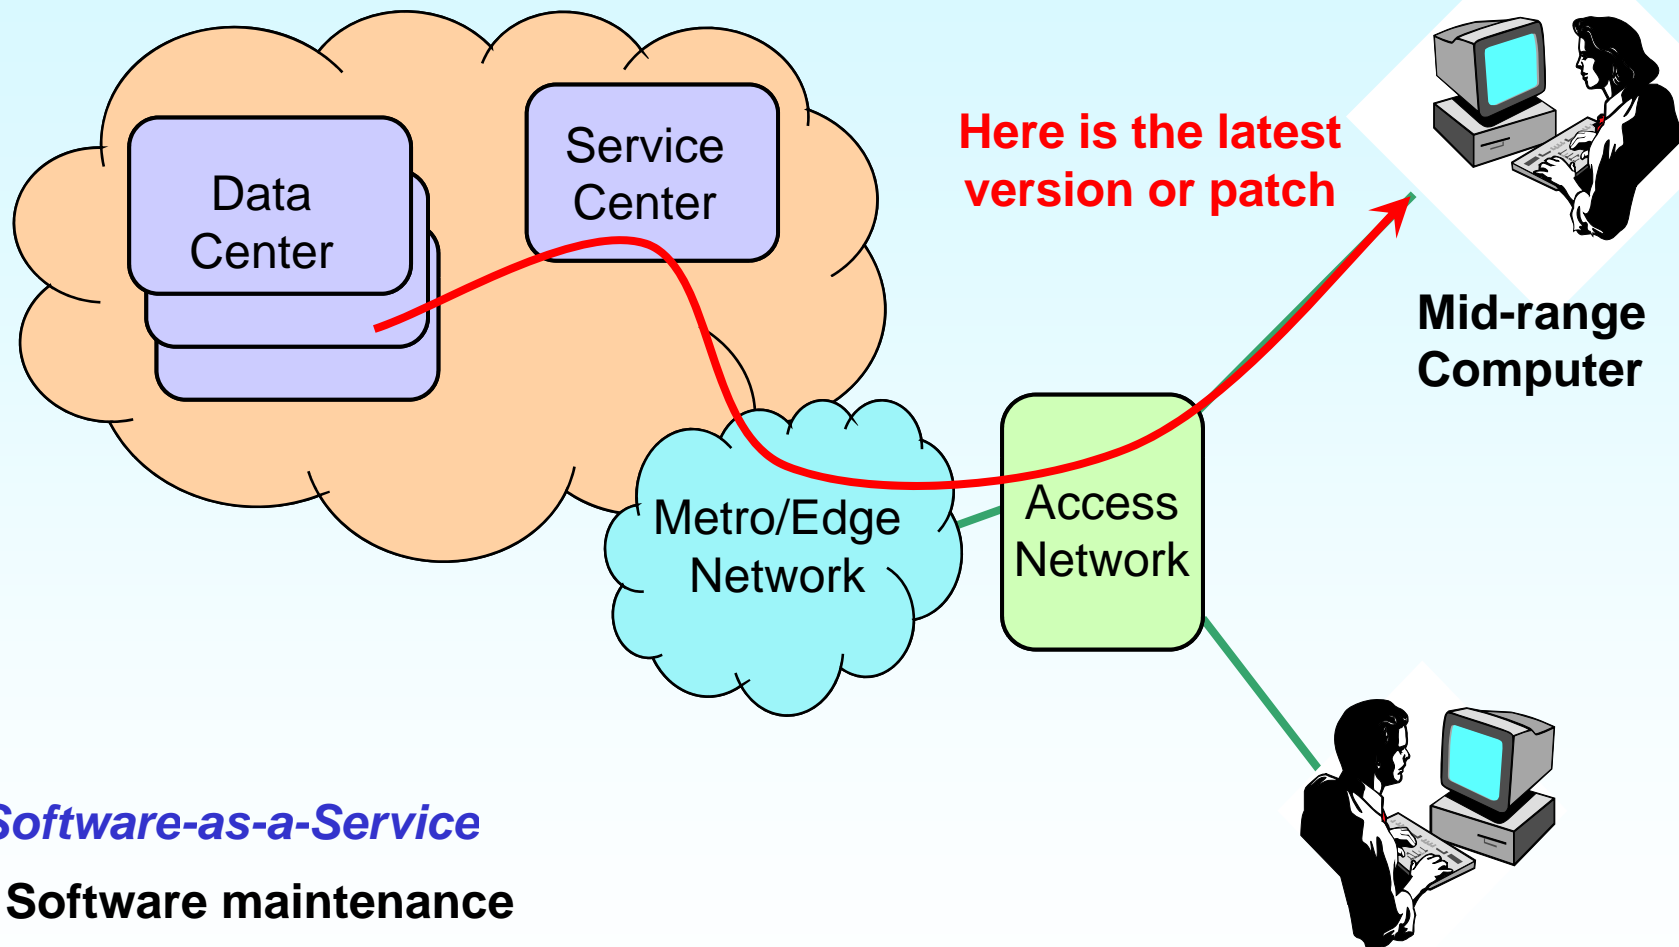 Data
Center
Service
Center
Here is the latest
version or patch
Mid-range
Computer
Metro/Edge
Network
Access
Network
Software-as-a-Service
Software maintenance